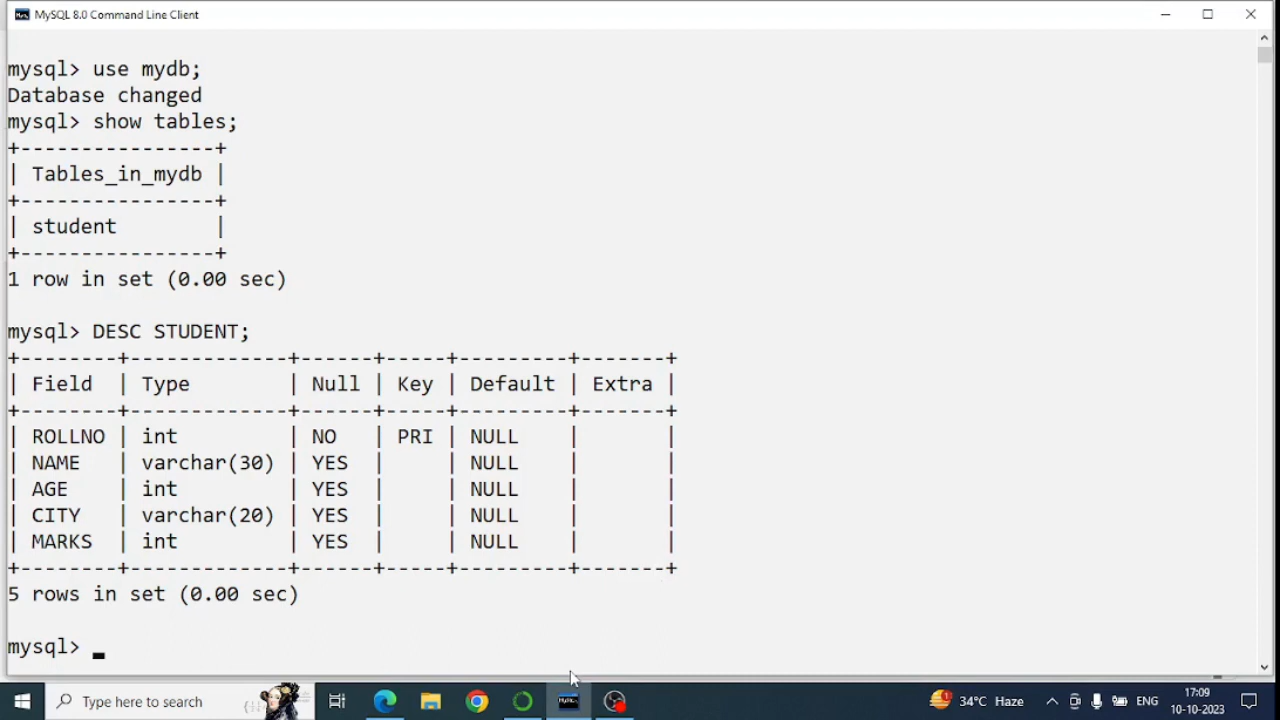 MySQL 8.0 Command Line Client
mysql> use mydb;
Database changed
mysql> show tables;
+----------------+
| Tables_in_mydb |
+----------------+
| student        |
+----------------+
1 row in set (0.00 sec)
mysql> DESC STUDENT;
+--------+-------------+------+-----+---------+-------+
| Field  | Type        | Null | Key | Default | Extra |
+--------+-------------+------+-----+---------+-------+
| ROLLNO | int         | NO   | PRI | NULL    |       |
| NAME   | varchar(30) | YES  |     | NULL    |       |
| AGE    | int         | YES  |     | NULL    |       |
| CITY   | varchar(20) | YES  |     | NULL    |       |
| MARKS  | int         | YES  |     | NULL    |       |
+--------+-------------+------+-----+---------+-------+
5 rows in set (0.00 sec)
mysql>
Type here to search
1
34°C Haze
ENG
17:09
10-10-2023